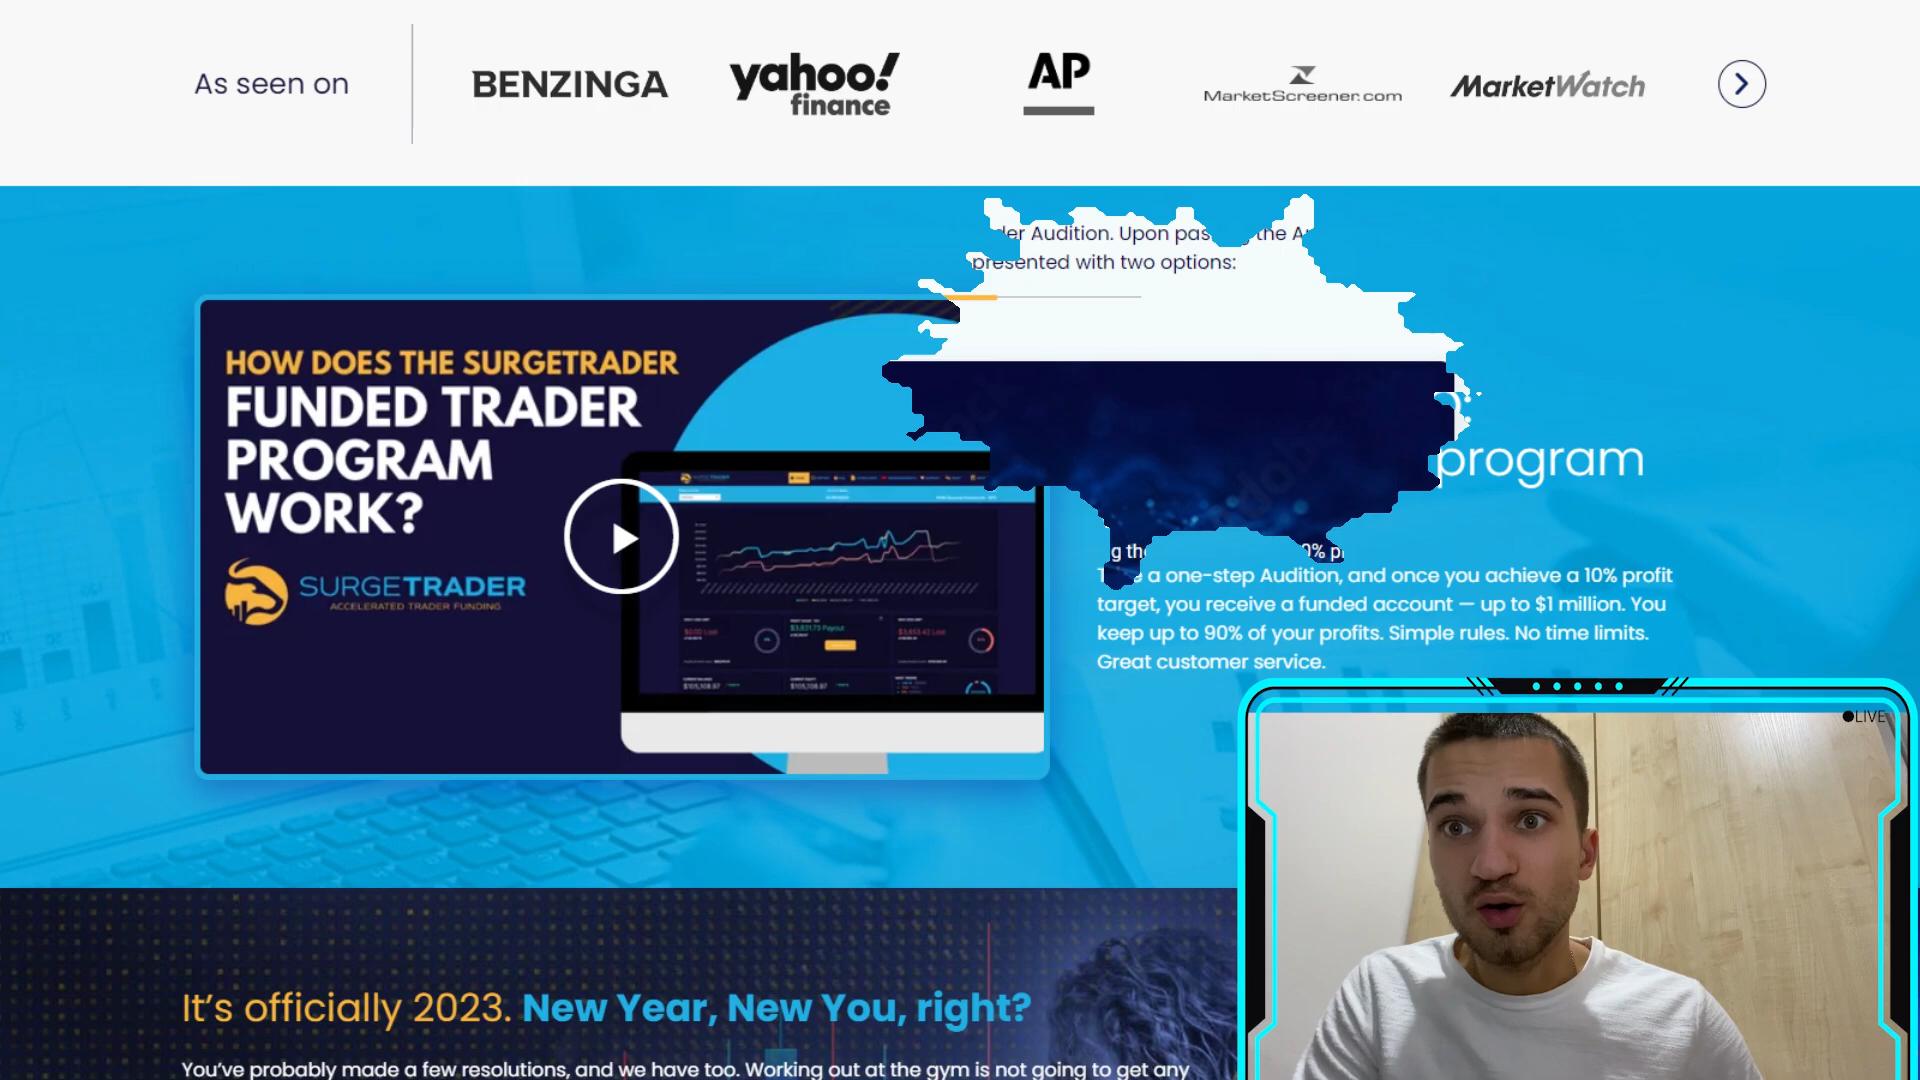 As seen on
BENZINGA
yahoo!
finance
AP
MarketScreener.com
MarketWatch
der Audition. Upon pas the A
presented with two options:
HOW DOES THE SURGETRADER
FUNDED TRADER
PROGRAM
WORK?
SURGETRADER
ACCELERATED TRADER FUNDING
program
a one-step Audition, and once you achieve a 10% profit
target, you receive a funded account — up to $1 million. You
keep up to 90% of your profits. Simple rules. No time limits.
Great customer service.
LIVE
It's officially 2023. New Year, New You, right?
You've probably made a few resolutions, and we have too. Working out at the gym is not going to get any